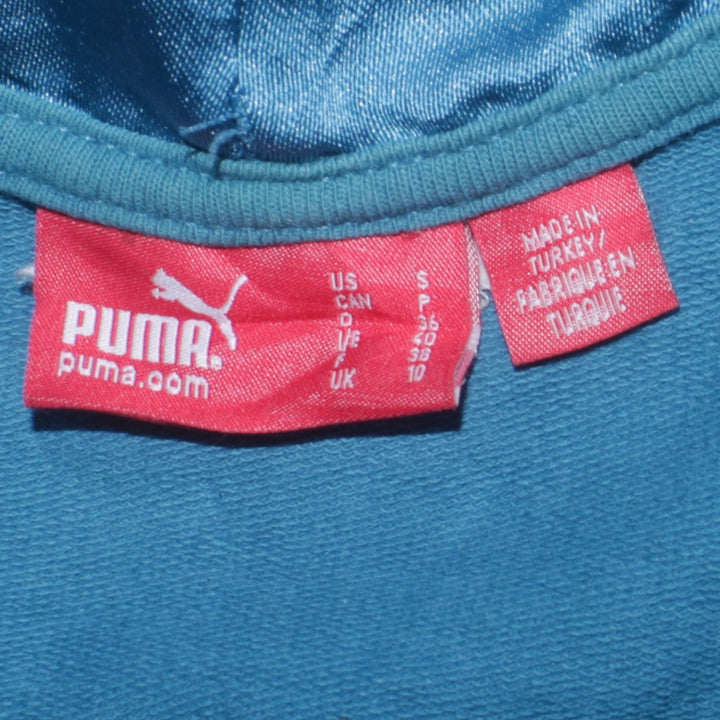 PUMA®
puma.com
US S
CAN P
D 36
I/E 40
F 38
UK 10
MADE IN
TURKEY/
FABRIQUE EN
TURQUIE